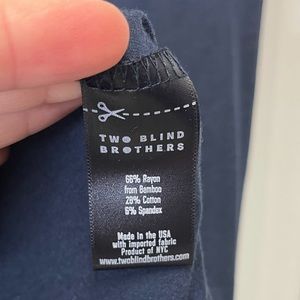 TWO BLIND
BROTHERS
66% Rayon
from Bamboo
28% Cotton
6% Spandex
Made in the USA
with imported fabric
Product of NYC
www.twoblindbrothers.com